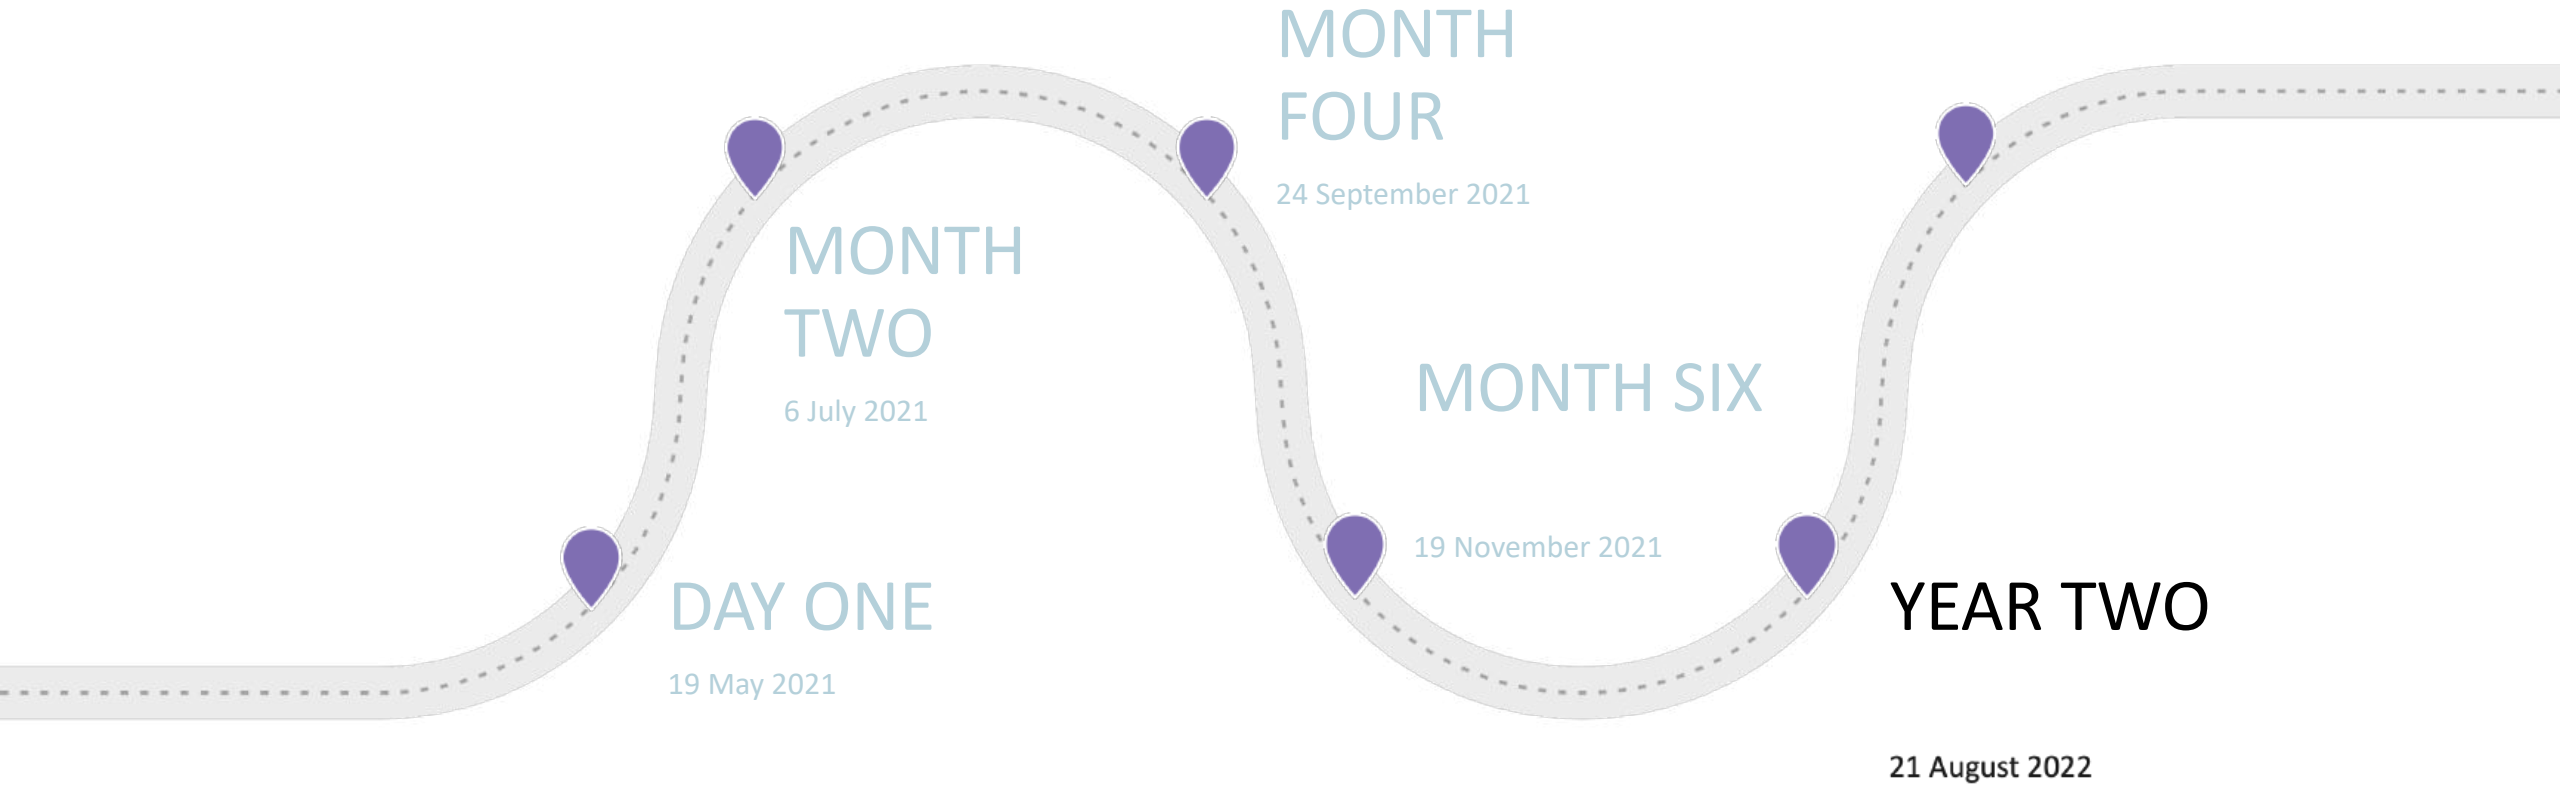 DAY ONE
19 May 2021
MONTH
TWO
6 July 2021
MONTH
FOUR
24 September 2021
MONTH SIX
19 November 2021
YEAR TWO
21 August 2022